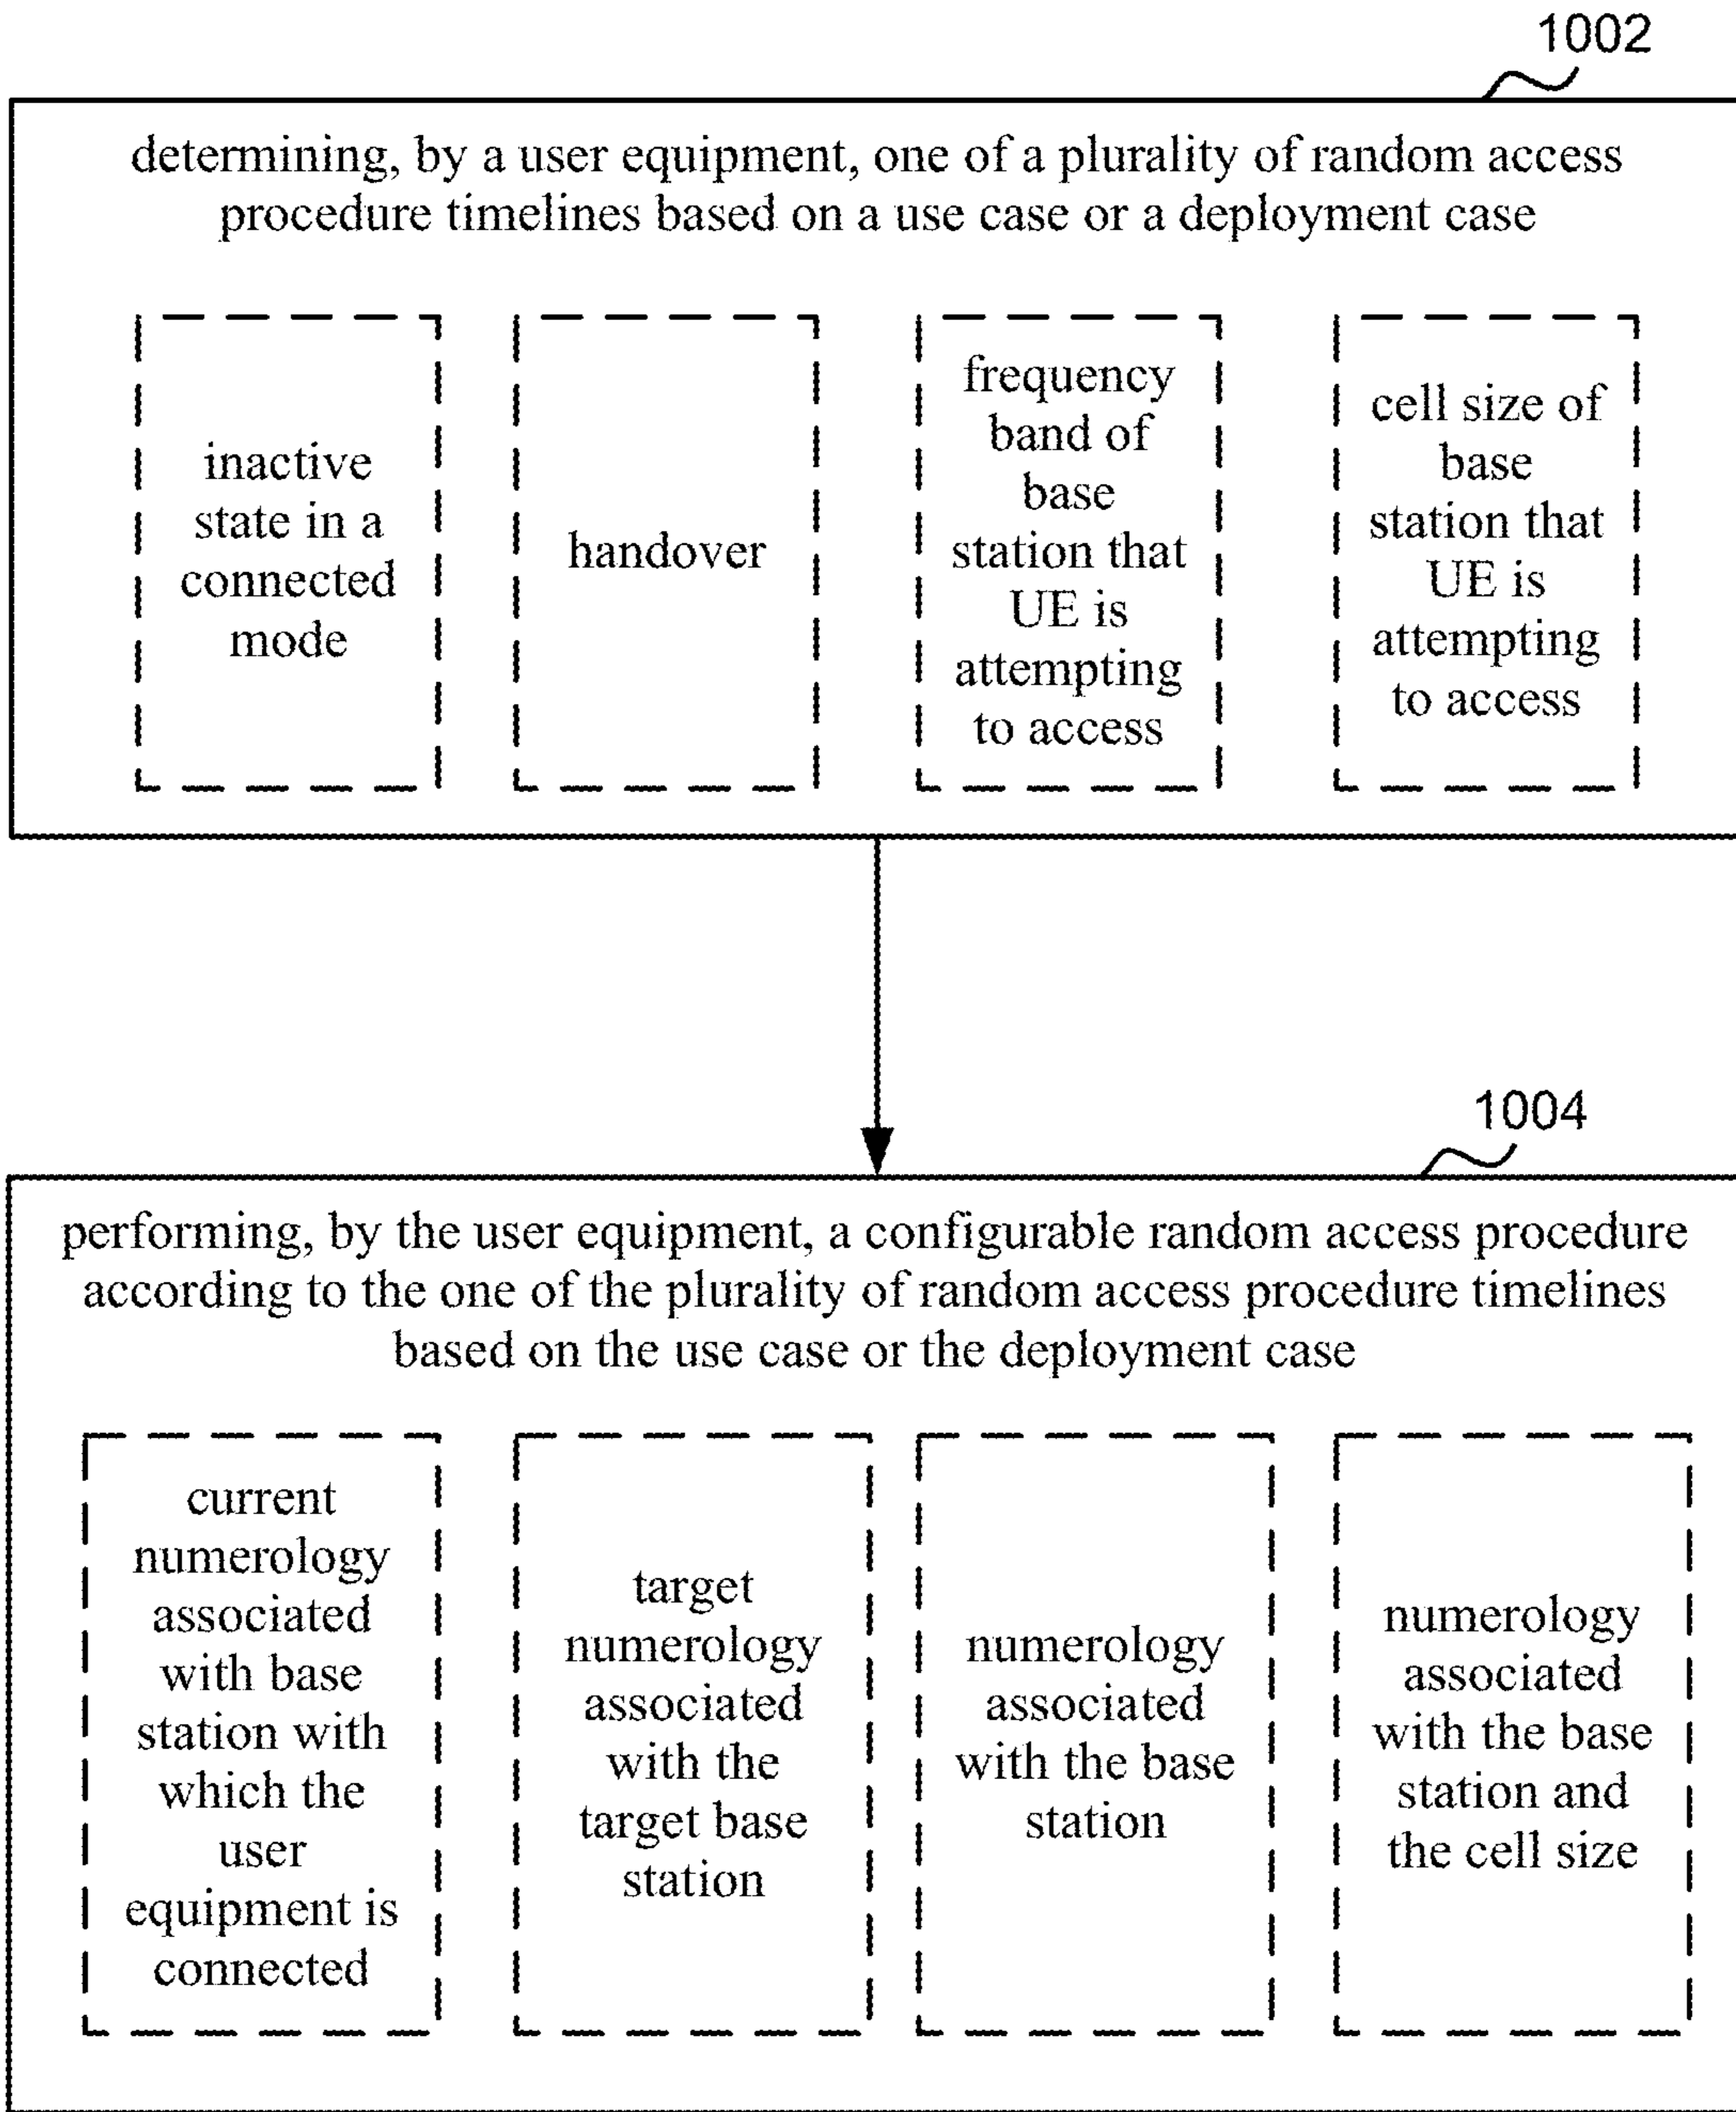 1002
determining, by a user equipment, one of a plurality of random access
procedure timelines based on a use case or a deployment case
inactive
state in a
connected
mode
handover
frequency
band of
base
station that
UE is
attempting
to access
cell size of
base
station that
UE is
attempting
to access
1004
performing, by the user equipment, a configurable random access procedure
according to the one of the plurality of random access procedure timelines
based on the use case or the deployment case
current
numerology
associated
with base
station with
which the
user
equipment is
connected
target
numerology
associated
with the
target base
station
numerology
associated
with the base
station
numerology
associated
with the base
station and
the cell size